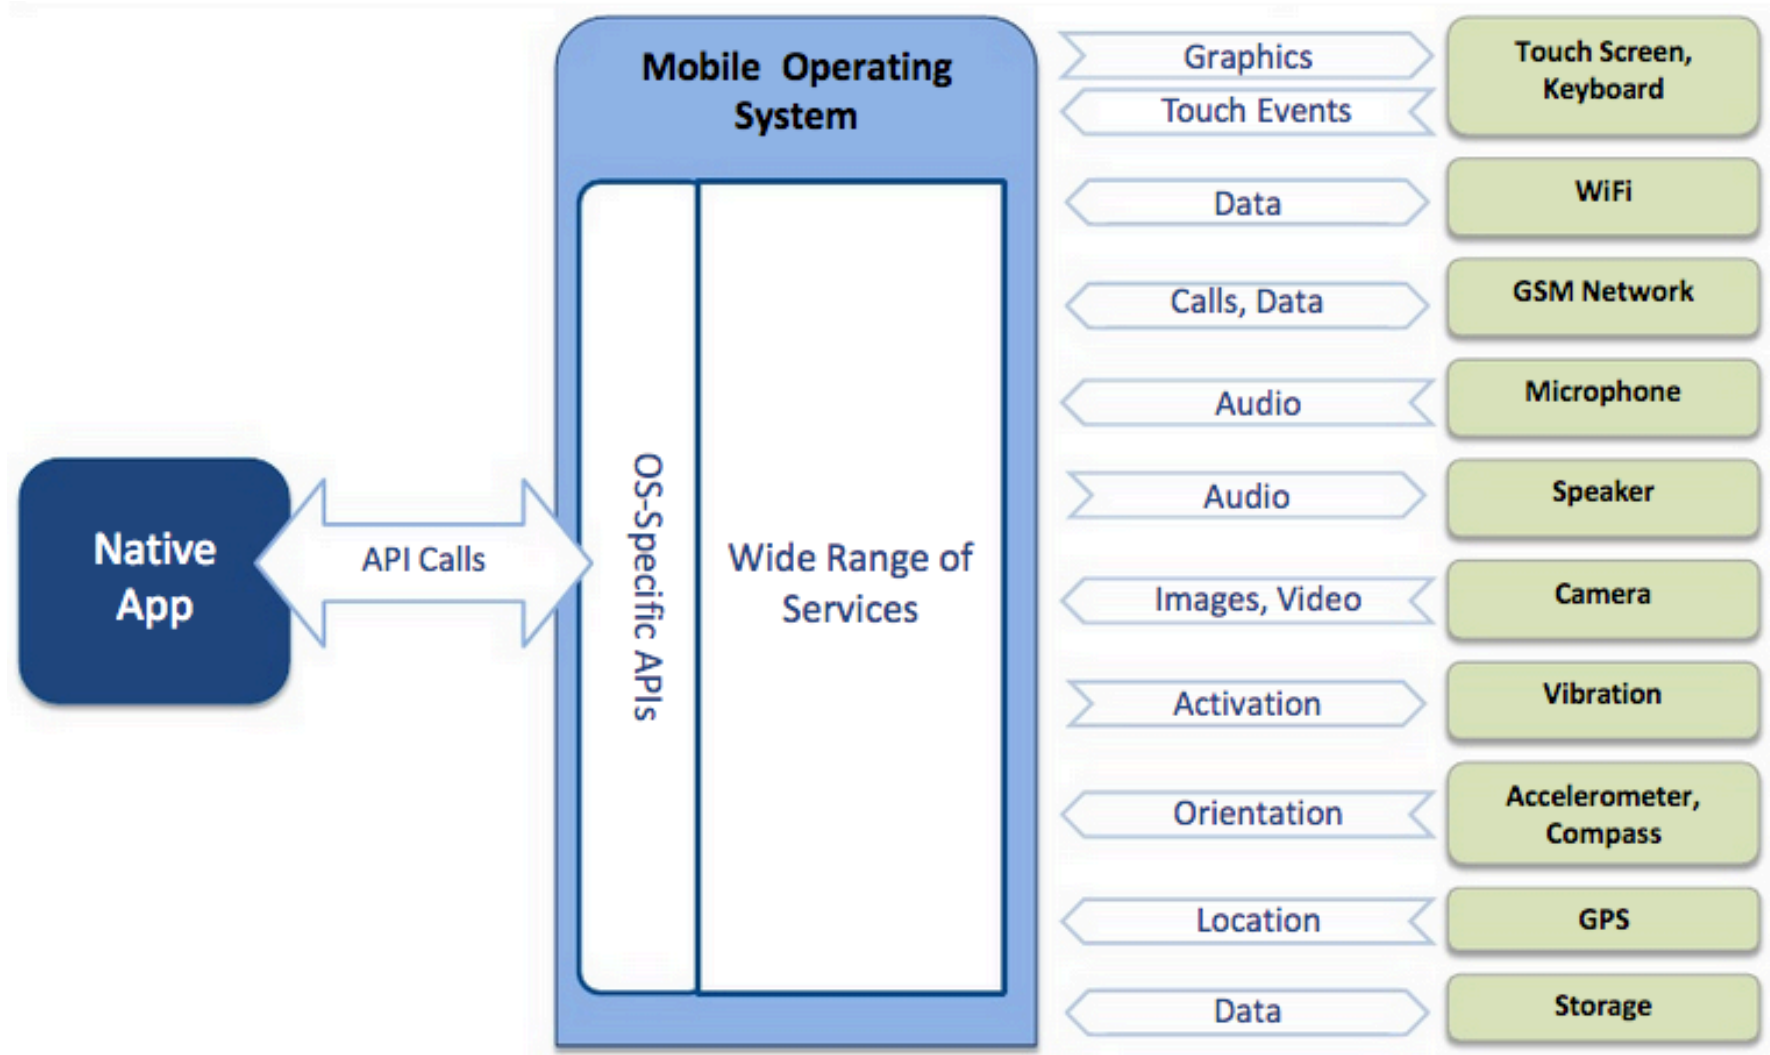 Native
App
API Calls
Mobile Operating
System
OS-Specific APIs
Wide Range of
Services
Graphics
Touch Events
Touch Screen,
Keyboard
Data
WiFi
Calls, Data
GSM Network
Audio
Microphone
Audio
Speaker
Images, Video
Camera
Activation
Vibration
Orientation
Accelerometer,
Compass
Location
GPS
Data
Storage